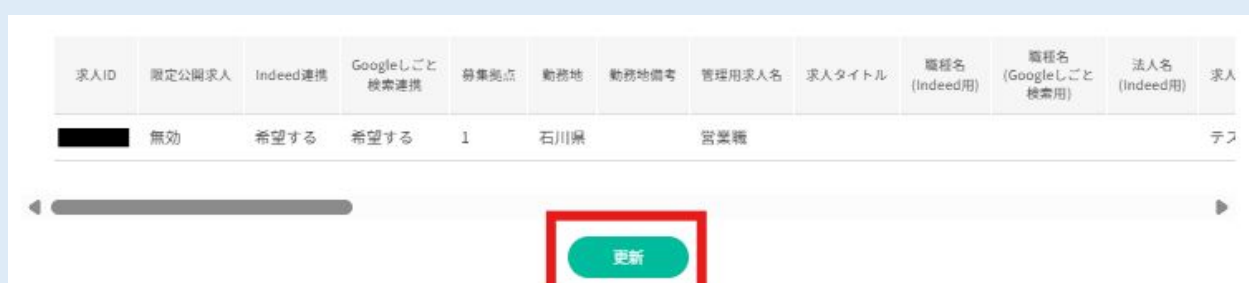 求人ID 限定公開求人 Indeed連携 Googleしごと 検索連携 募集拠点 勤務地 勤務地備考 管理用求人名 求人タイトル 職種名 (Indeed用) 職種名 (Googleしごと 検索用) 法人名 (Indeed用) 求人
無効 希望する 希望する 1 石川県 営業職 テス
更新